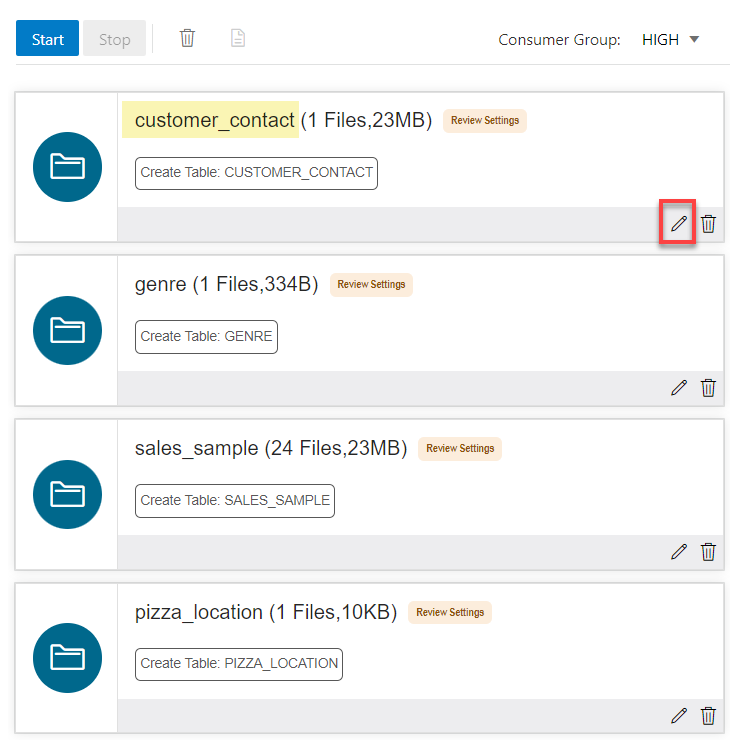 Start Stop Consumer Group: HIGH
customer_contact (1 Files,23MB) Review Settings
Create Table: CUSTOMER_CONTACT
genre (1 Files,334B) Review Settings
Create Table: GENRE
sales_sample (24 Files,23MB) Review Settings
Create Table: SALES_SAMPLE
pizza_location (1 Files,10KB) Review Settings
Create Table: PIZZA_LOCATION